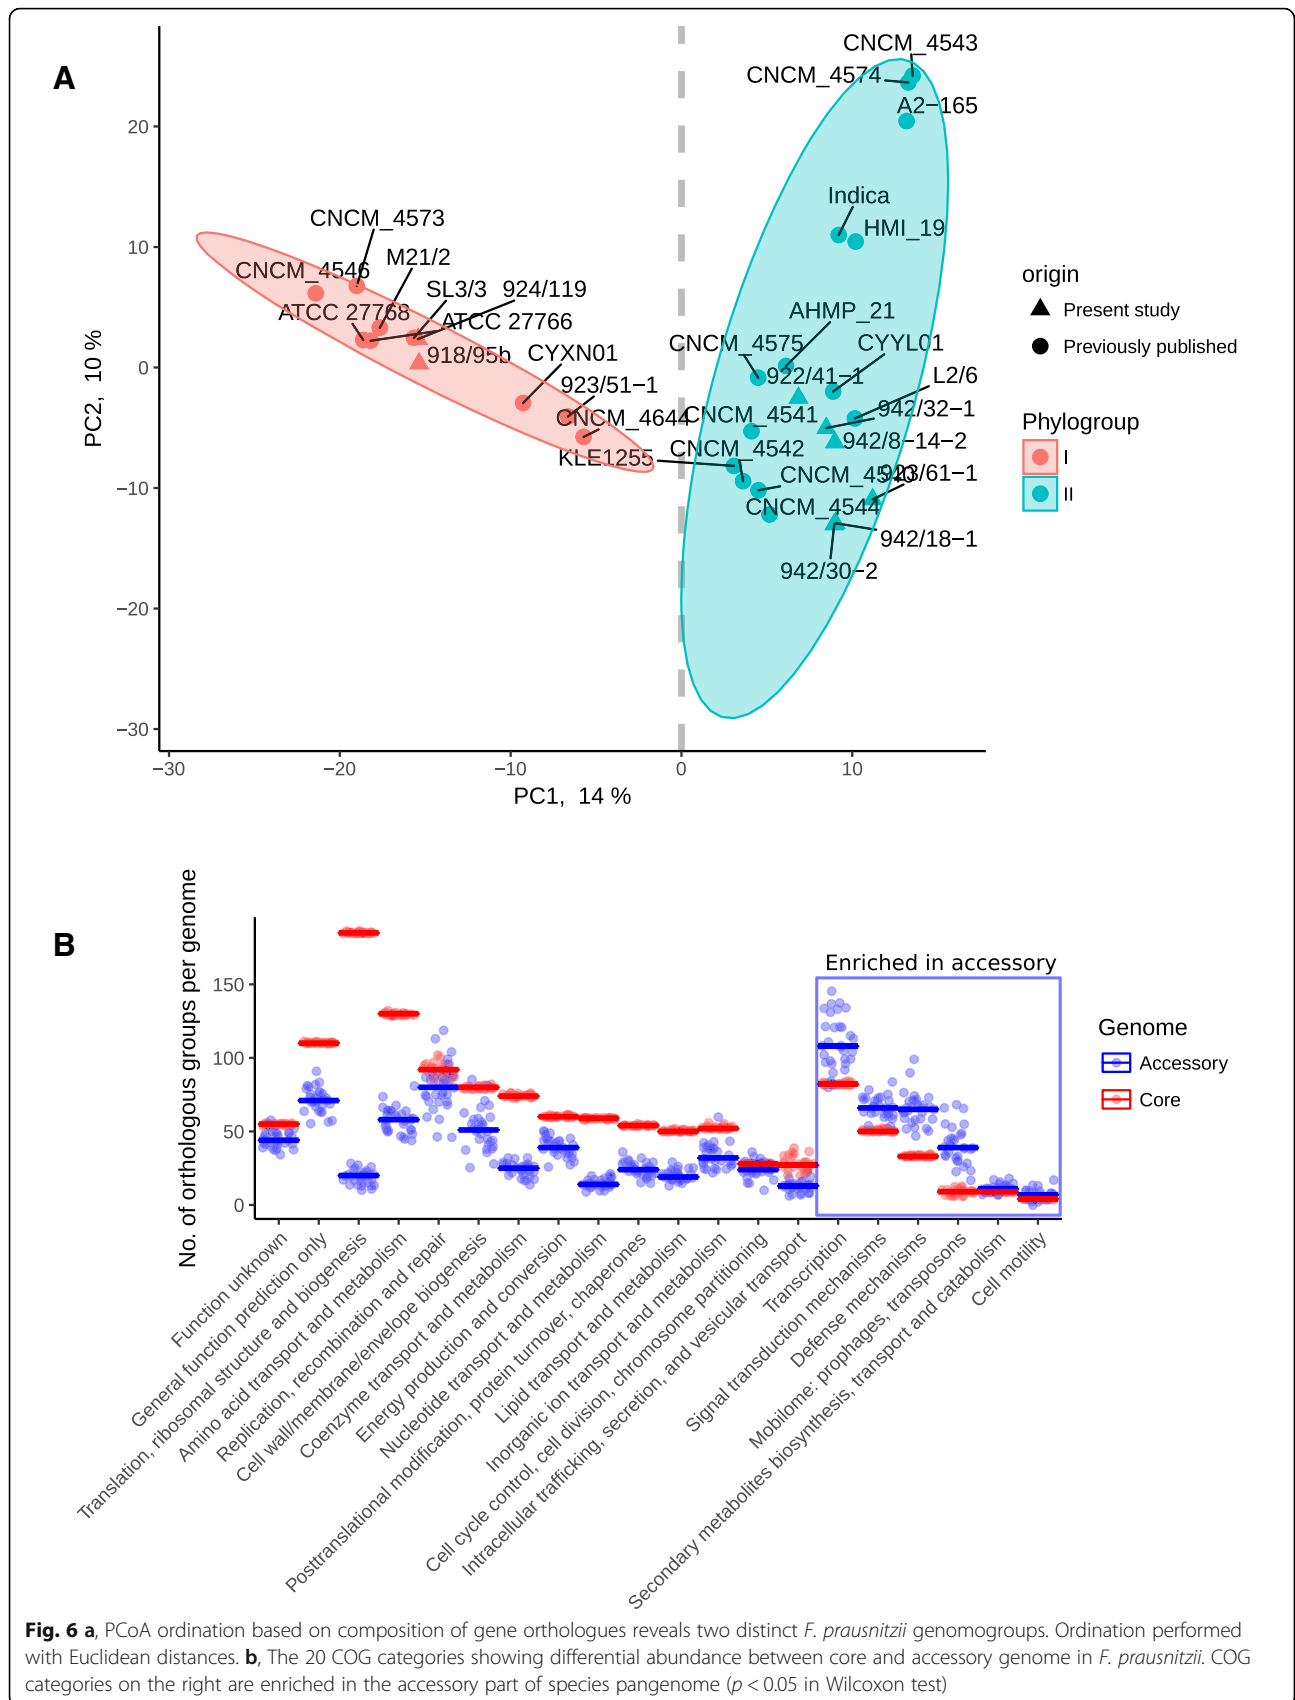 A
CNCM_4543
CNCM_4574
A2−165
20
Indica
CNCM_4573
HMI_19
10
M21/2
CNCM_4546
origin
SL3/3
924/119
Present study
ATCC 27768
AHMP_21
ATCC 27766
CNCM_4575
CYYL01
Previously published
918/95b
CYXN01
0
922/41−1
L2/6
923/51−1
942/32−1
CNCM_4644
CNCM_4541
Phylogroup
942/8−14−2
KLE1255
CNCM_4542
I
CNCM_4540
923/61−1
−10
II
CNCM_4544
942/18−1
942/30−2
−20
−30
PC2, 10 %
−30
−20
−10
0
10
PC1, 14 %
B
No. of orthologous groups per genome
Enriched in accessory
150
100
50
0
Genome
Accessory
Core
Function unknown
General function prediction only
Translation, ribosomal structure and biogenesis
Amino acid transport and metabolism
Replication, recombination and repair
Cell wall/membrane/envelope biogenesis
Coenzyme transport and metabolism
Energy production and conversion
Nucleotide transport and metabolism
Posttranslational modification, protein turnover, chaperones
Lipid transport and metabolism
Inorganic ion transport and metabolism
Cell cycle control, cell division, chromosome partitioning
Intracellular trafficking, secretion, and vesicular transport
Transcription
Signal transduction mechanisms
Defense mechanisms
Mobilome: prophages, transposons
Secondary metabolites biosynthesis, transport and catabolism
Cell motility
Fig. 6 a, PCoA ordination based on composition of gene orthologues reveals two distinct F. prausnitzii genomogroups. Ordination performed
with Euclidean distances. b, The 20 COG categories showing differential abundance between core and accessory genome in F. prausnitzii. COG
categories on the right are enriched in the accessory part of species pangenome (p < 0.05 in Wilcoxon test)